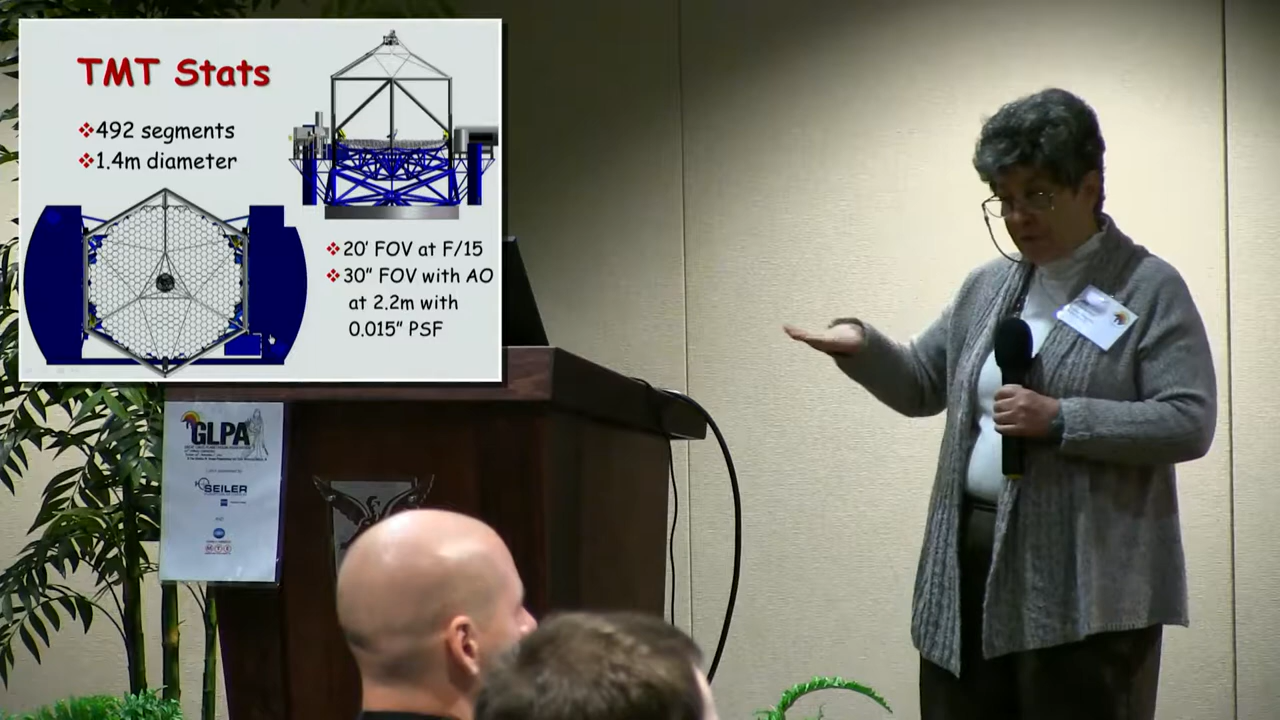 TMT Stats
❖492 segments
❖1.4m diameter
❖20' FOV at F/15
❖30" FOV with AO
at 2.2m with
0.015" PSF
GLPA
SEILER